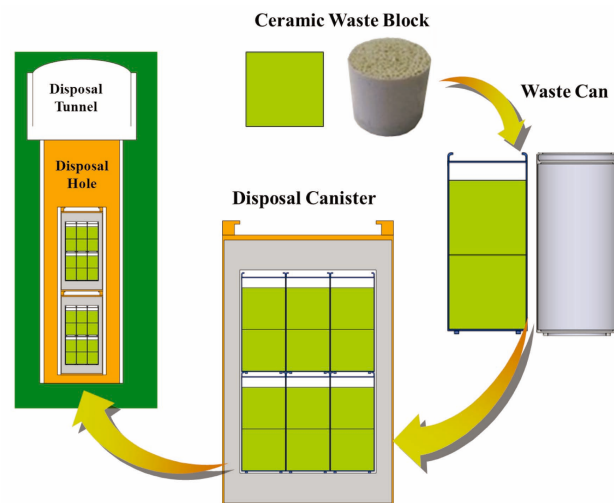 Ceramic Waste Block
Waste Can
Disposal
Tunnel
Disposal
Hole
Disposal Canister